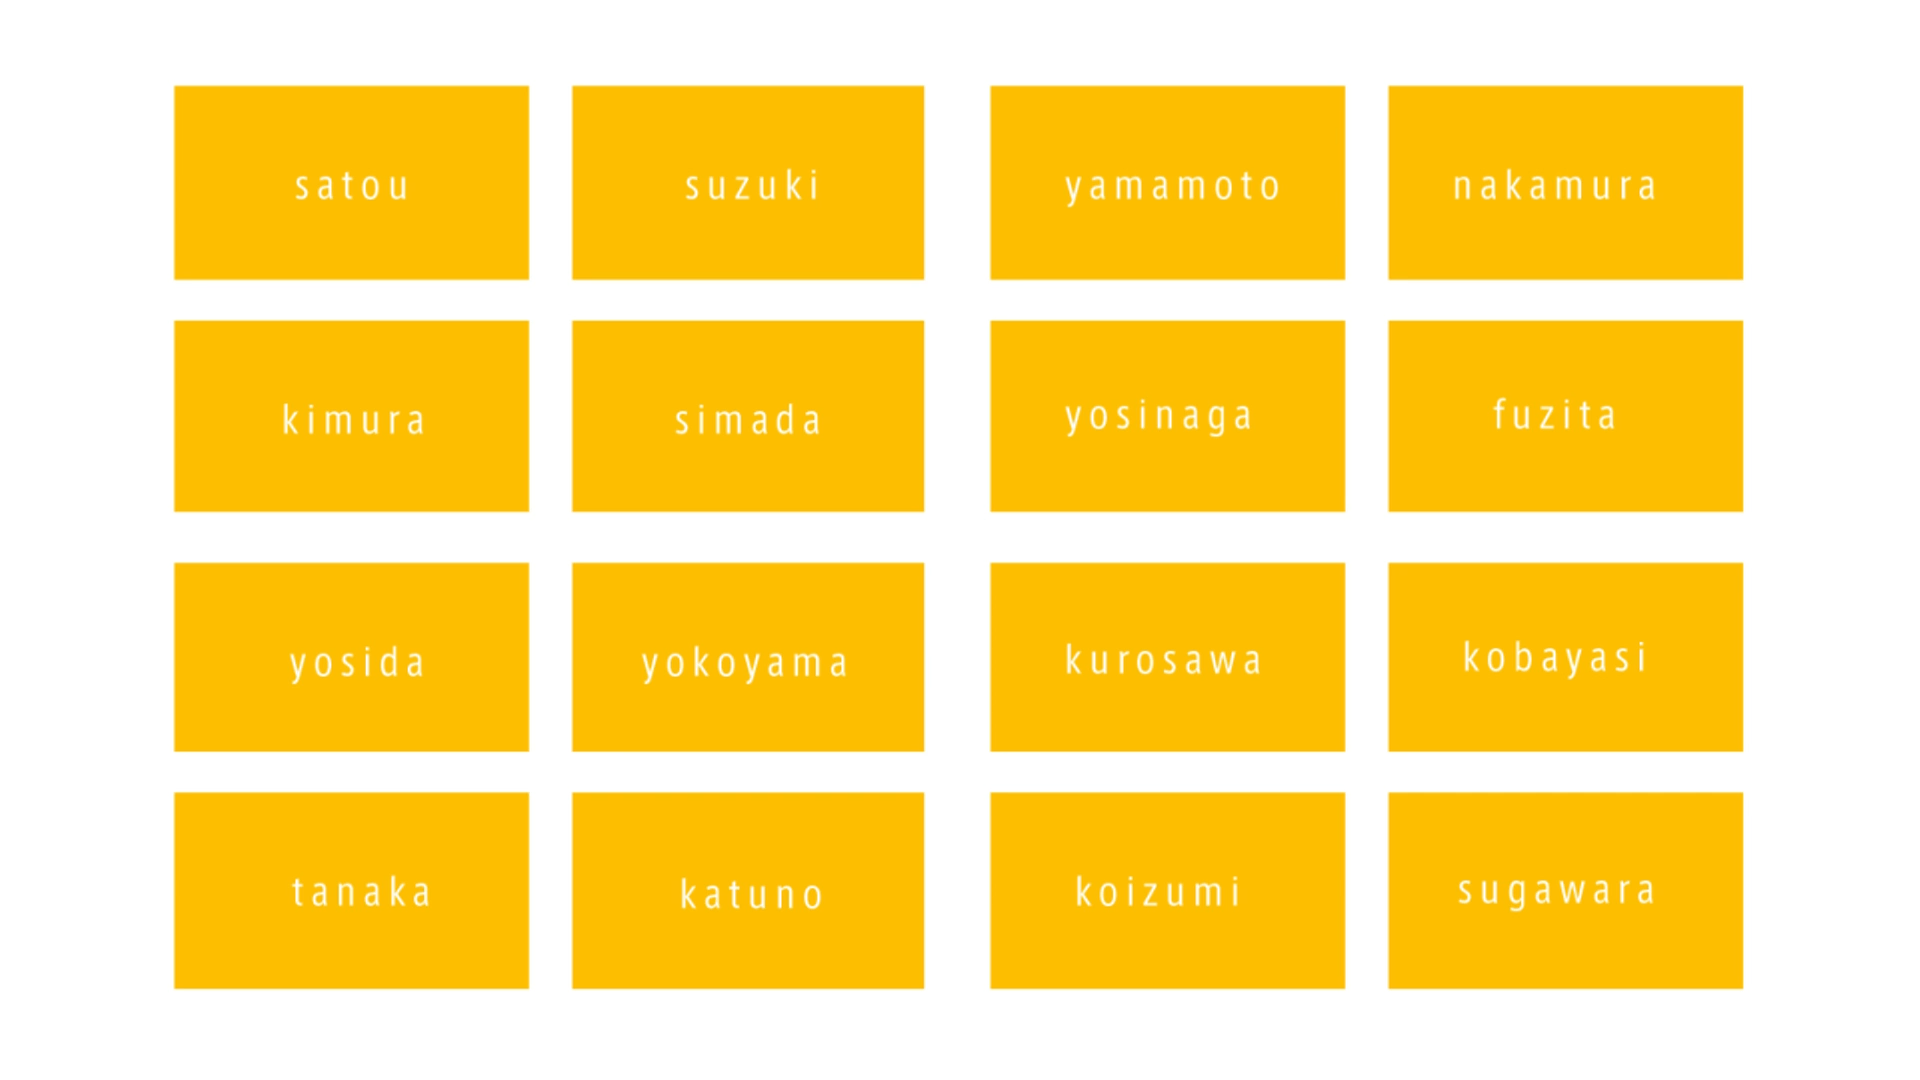 satou
suzuki
yamamoto
nakamura
kimura
simada
yosinaga
fuzita
yosida
yokoyama
kurosawa
kobayasi
tanaka
katuno
koizumi
sugawara